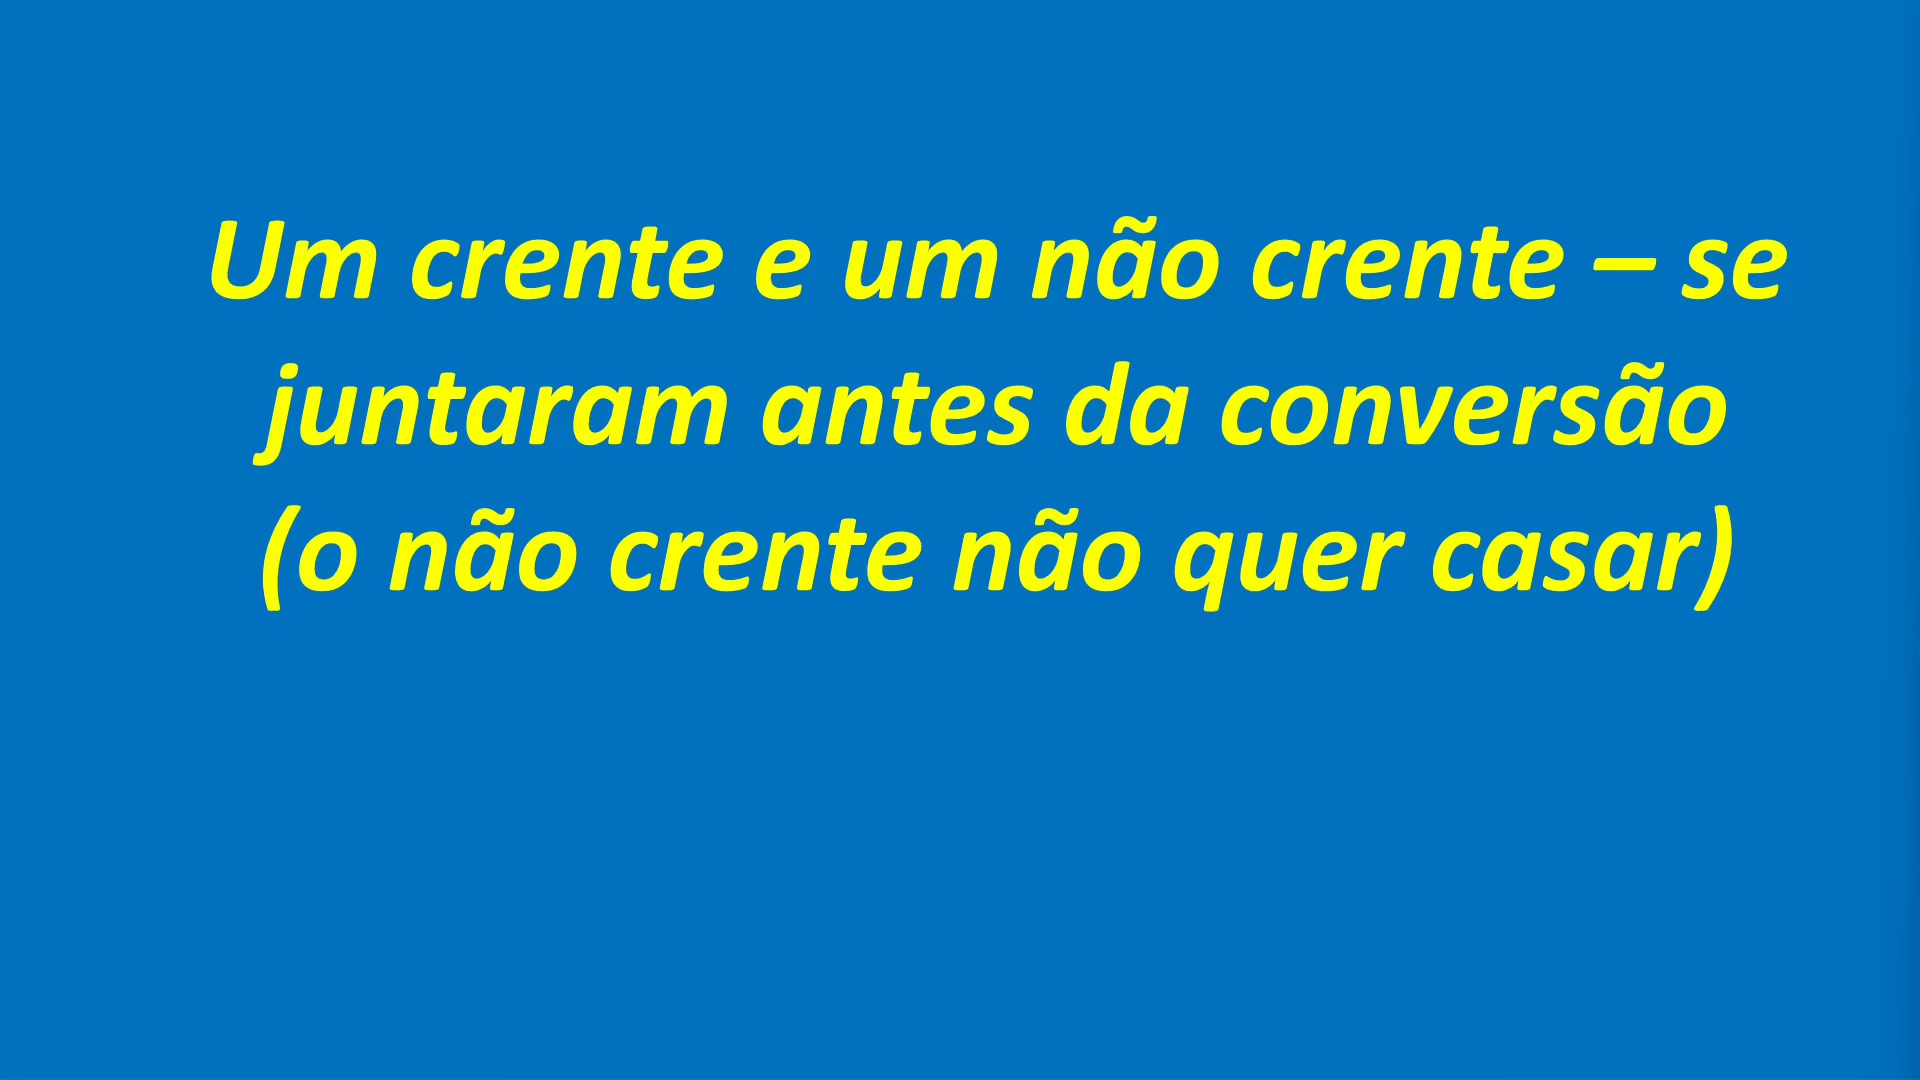 Um crente e um não crente – se
juntaram antes da conversão
(o não crente não quer casar)